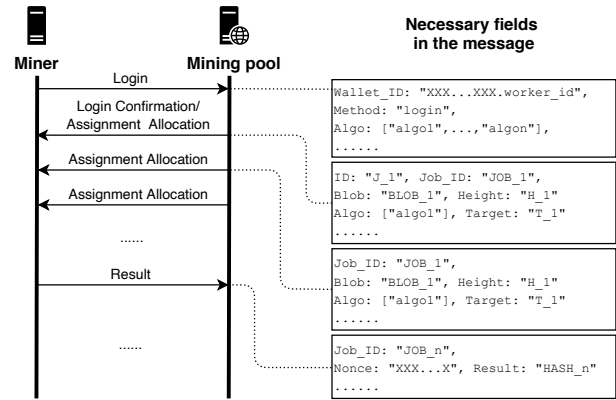 Necessary fields
in the message
Miner
Mining pool
Login
Login Confirmation/
Assignment Allocation
Assignment Allocation
Assignment Allocation
......
Result
......
Wallet_ID: "XXX...XXX.worker_id",
Method: "login",
Algo: ["algo1",...,"algon"],
......
ID: "J_1", Job_ID: "JOB_1",
Blob: "BLOB_1", Height: "H_1"
Algo: ["algo1"], Target: "T_1"
......
Job_ID: "JOB_1",
Blob: "BLOB_1", Height: "H_1"
Algo: ["algo1"], Target: "T_1"
......
Job_ID: "JOB_n",
Nonce: "XXX...X", Result: "HASH_n"
......